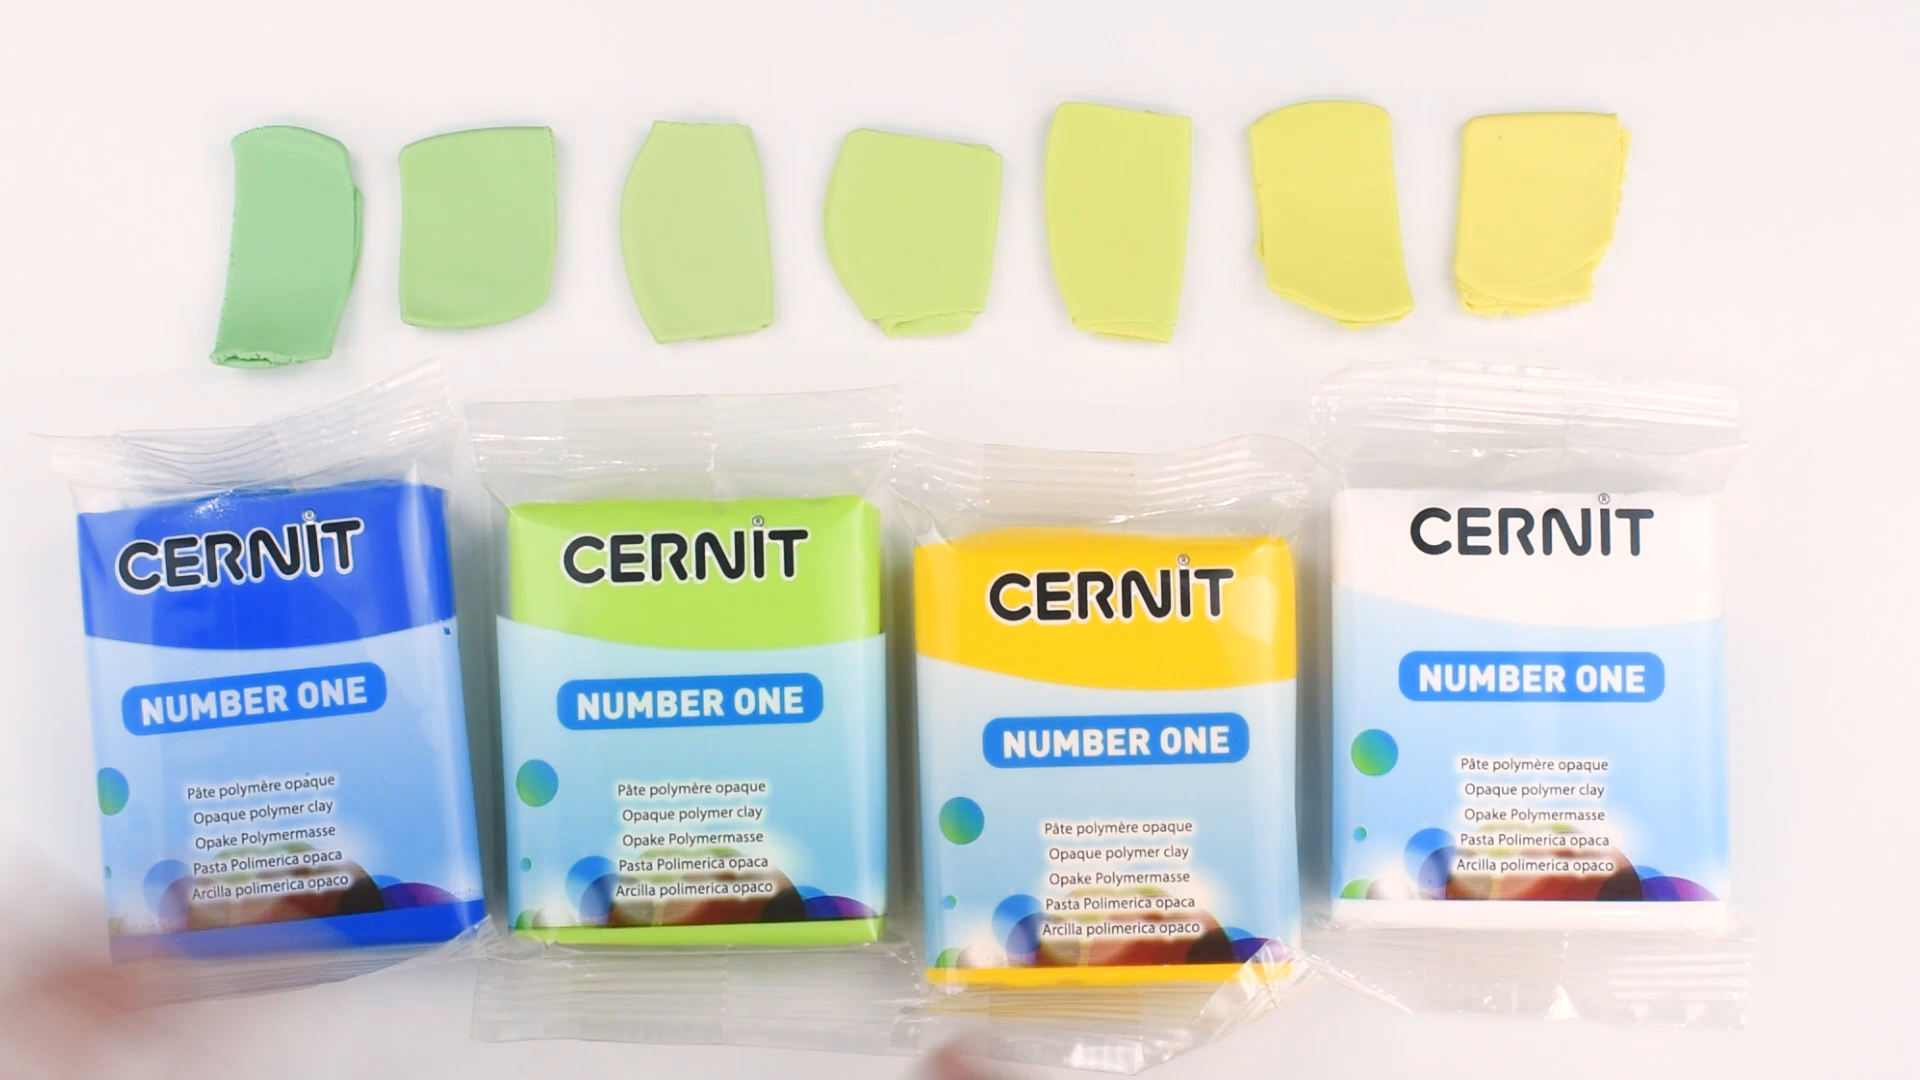 CERNiT®
NUMBER ONE
Pâte polymère opaque
Opaque polymer clay
Opake Polymermasse
Pasta Polimerica opaca
Arcilla polimerica opaco
CERNiT®
NUMBER ONE
Pâte polymère opaque
Opaque polymer clay
Opake Polymermasse
Pasta Polimerica opaca
Arcilla polimerica opaco
CERNiT®
NUMBER ONE
Pâte polymère opaque
Opaque polymer clay
Opake Polymermasse
Pasta Polimerica opaca
Arcilla polimerica opaco
CERNiT®
NUMBER ONE
Pâte polymère opaque
Opaque polymer clay
Opake Polymermasse
Pasta Polimerica opaca
Arcilla polimerica opaco